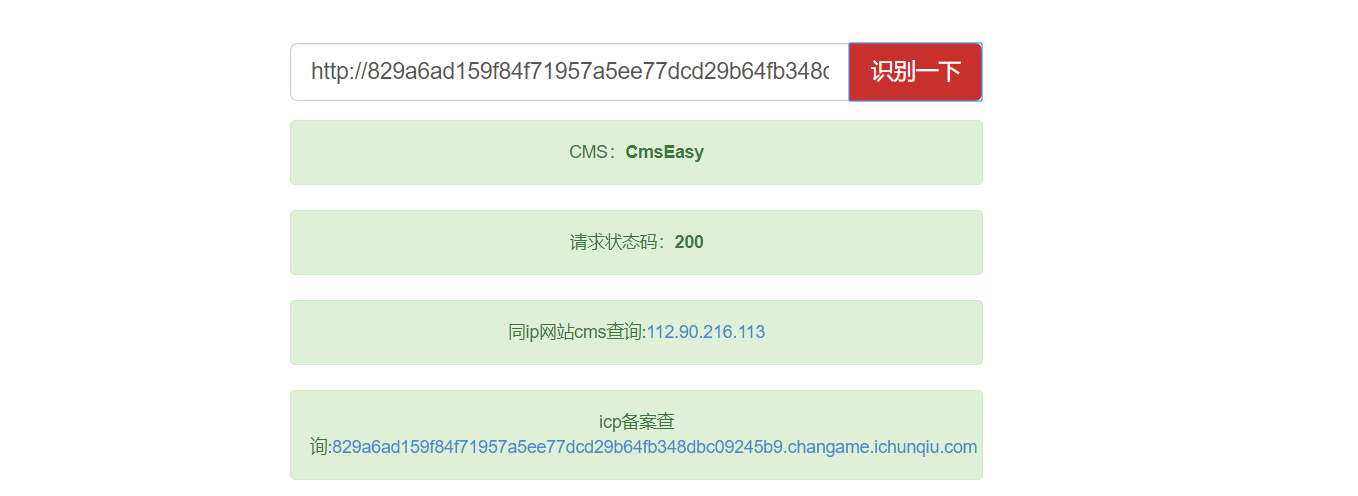 http://829a6ad159f84f71957a5ee77dcd29b64fb348d
识别一下
CMS：CmsEasy
请求状态码：200
同ip网站cms查询:112.90.216.113
icp备案查
询:829a6ad159f84f71957a5ee77dcd29b64fb348dbc09245b9.changame.ichunqiu.com